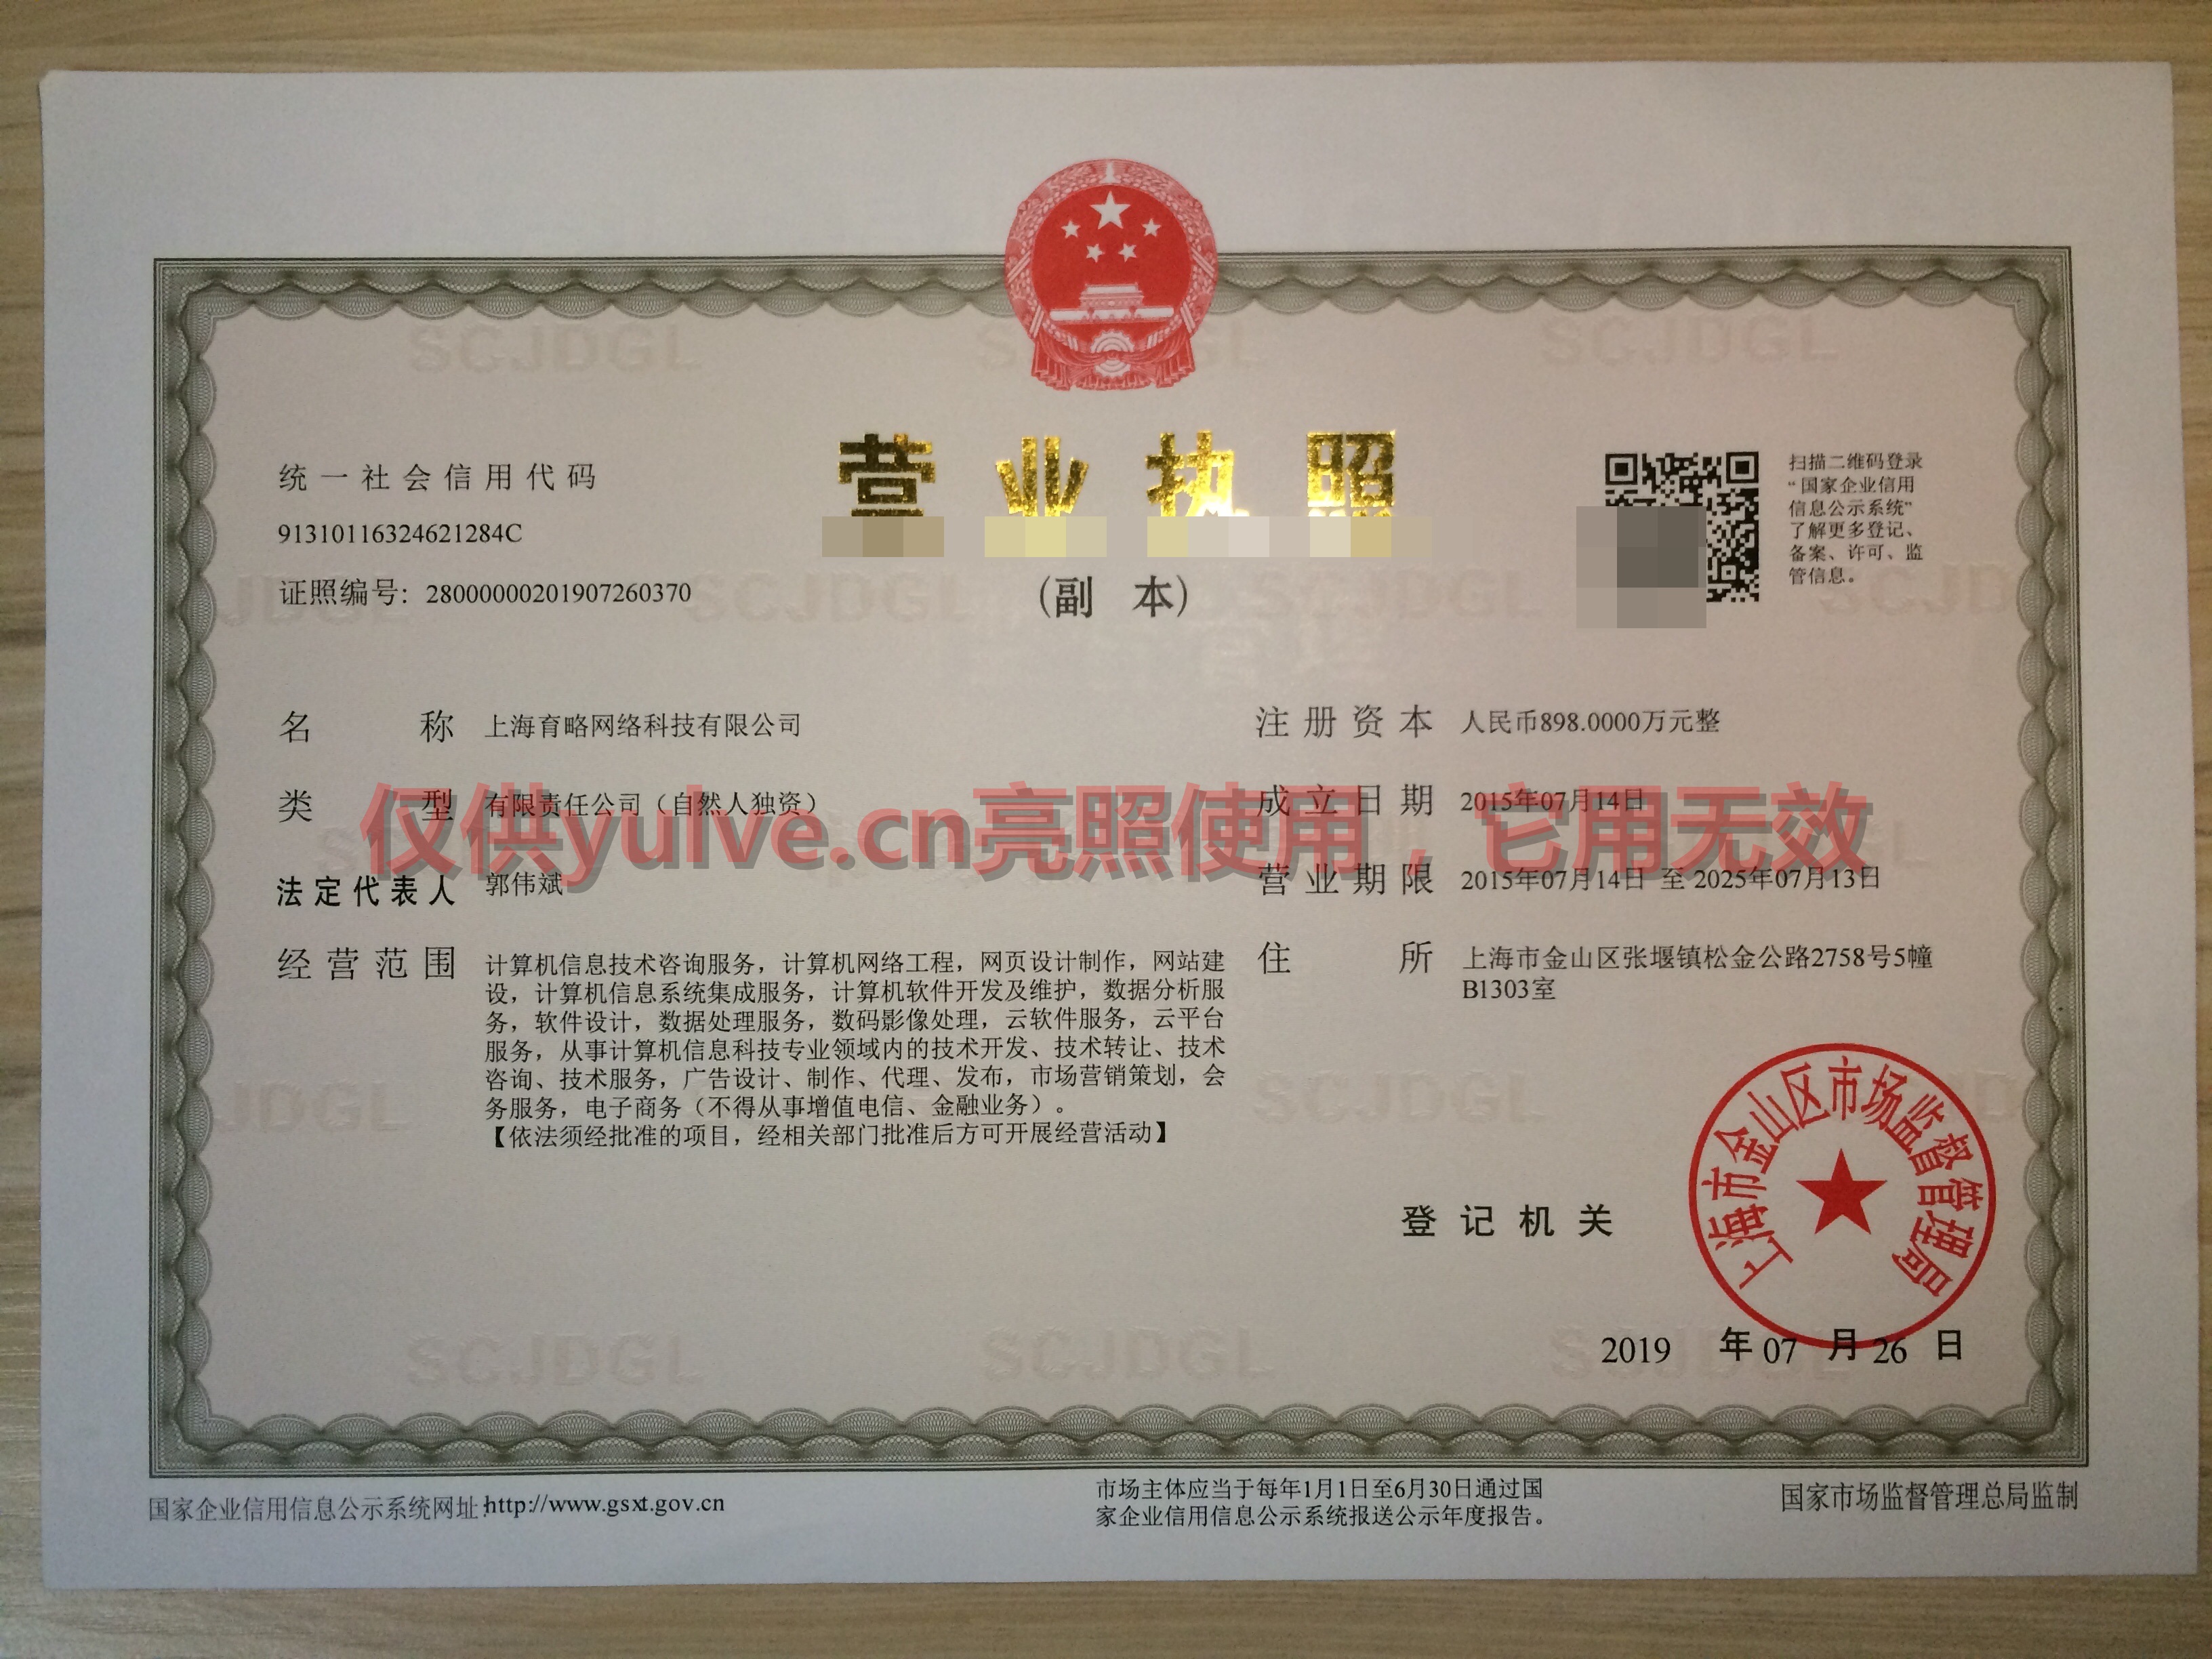 SCJDGL
SCJDGL
统一社会信用代码
91310116324621284C
证照编号：28000000201907260370
营业执照
（副 本）
扫描二维码登录
“国家企业信用
信息公示系统”
了解更多登记、
备案、许可、监
管信息。
名称 上海育略网络科技有限公司
类型 有限责任公司（自然人独资）
法定代表人 郭伟斌
经营范围 计算机信息技术咨询服务，计算机网络工程，网页设计制作，网站建
设，计算机信息系统集成服务，计算机软件开发及维护，数据分析服
务，软件设计，数据处理服务，数码影像处理，云软件服务，云平台
服务，从事计算机信息科技专业领域内的技术开发、技术转让、技术
咨询、技术服务，广告设计、制作、代理、发布，市场营销策划，会
务服务，电子商务（不得从事增值电信、金融业务）。
【依法须经批准的项目，经相关部门批准后方可开展经营活动】
注册资本 人民币898.0000万元整
成立日期 2015年07月14日
营业期限 2015年07月14日 至 2025年07月13日
住所 上海市金山区张堰镇松金公路2758号5幢
B1303室
仅供yulve.cn亮照使用，它用无效
登记机关
上海市金山区市场监督管理局
2019 年 07 月 26 日
SCJDGL
SCJDGL
SCJDGL
国家企业信用信息公示系统网址：http://www.gsxt.gov.cn
市场主体应当于每年1月1日至6月30日通过国
家企业信用信息公示系统报送公示年度报告。
国家市场监督管理总局监制